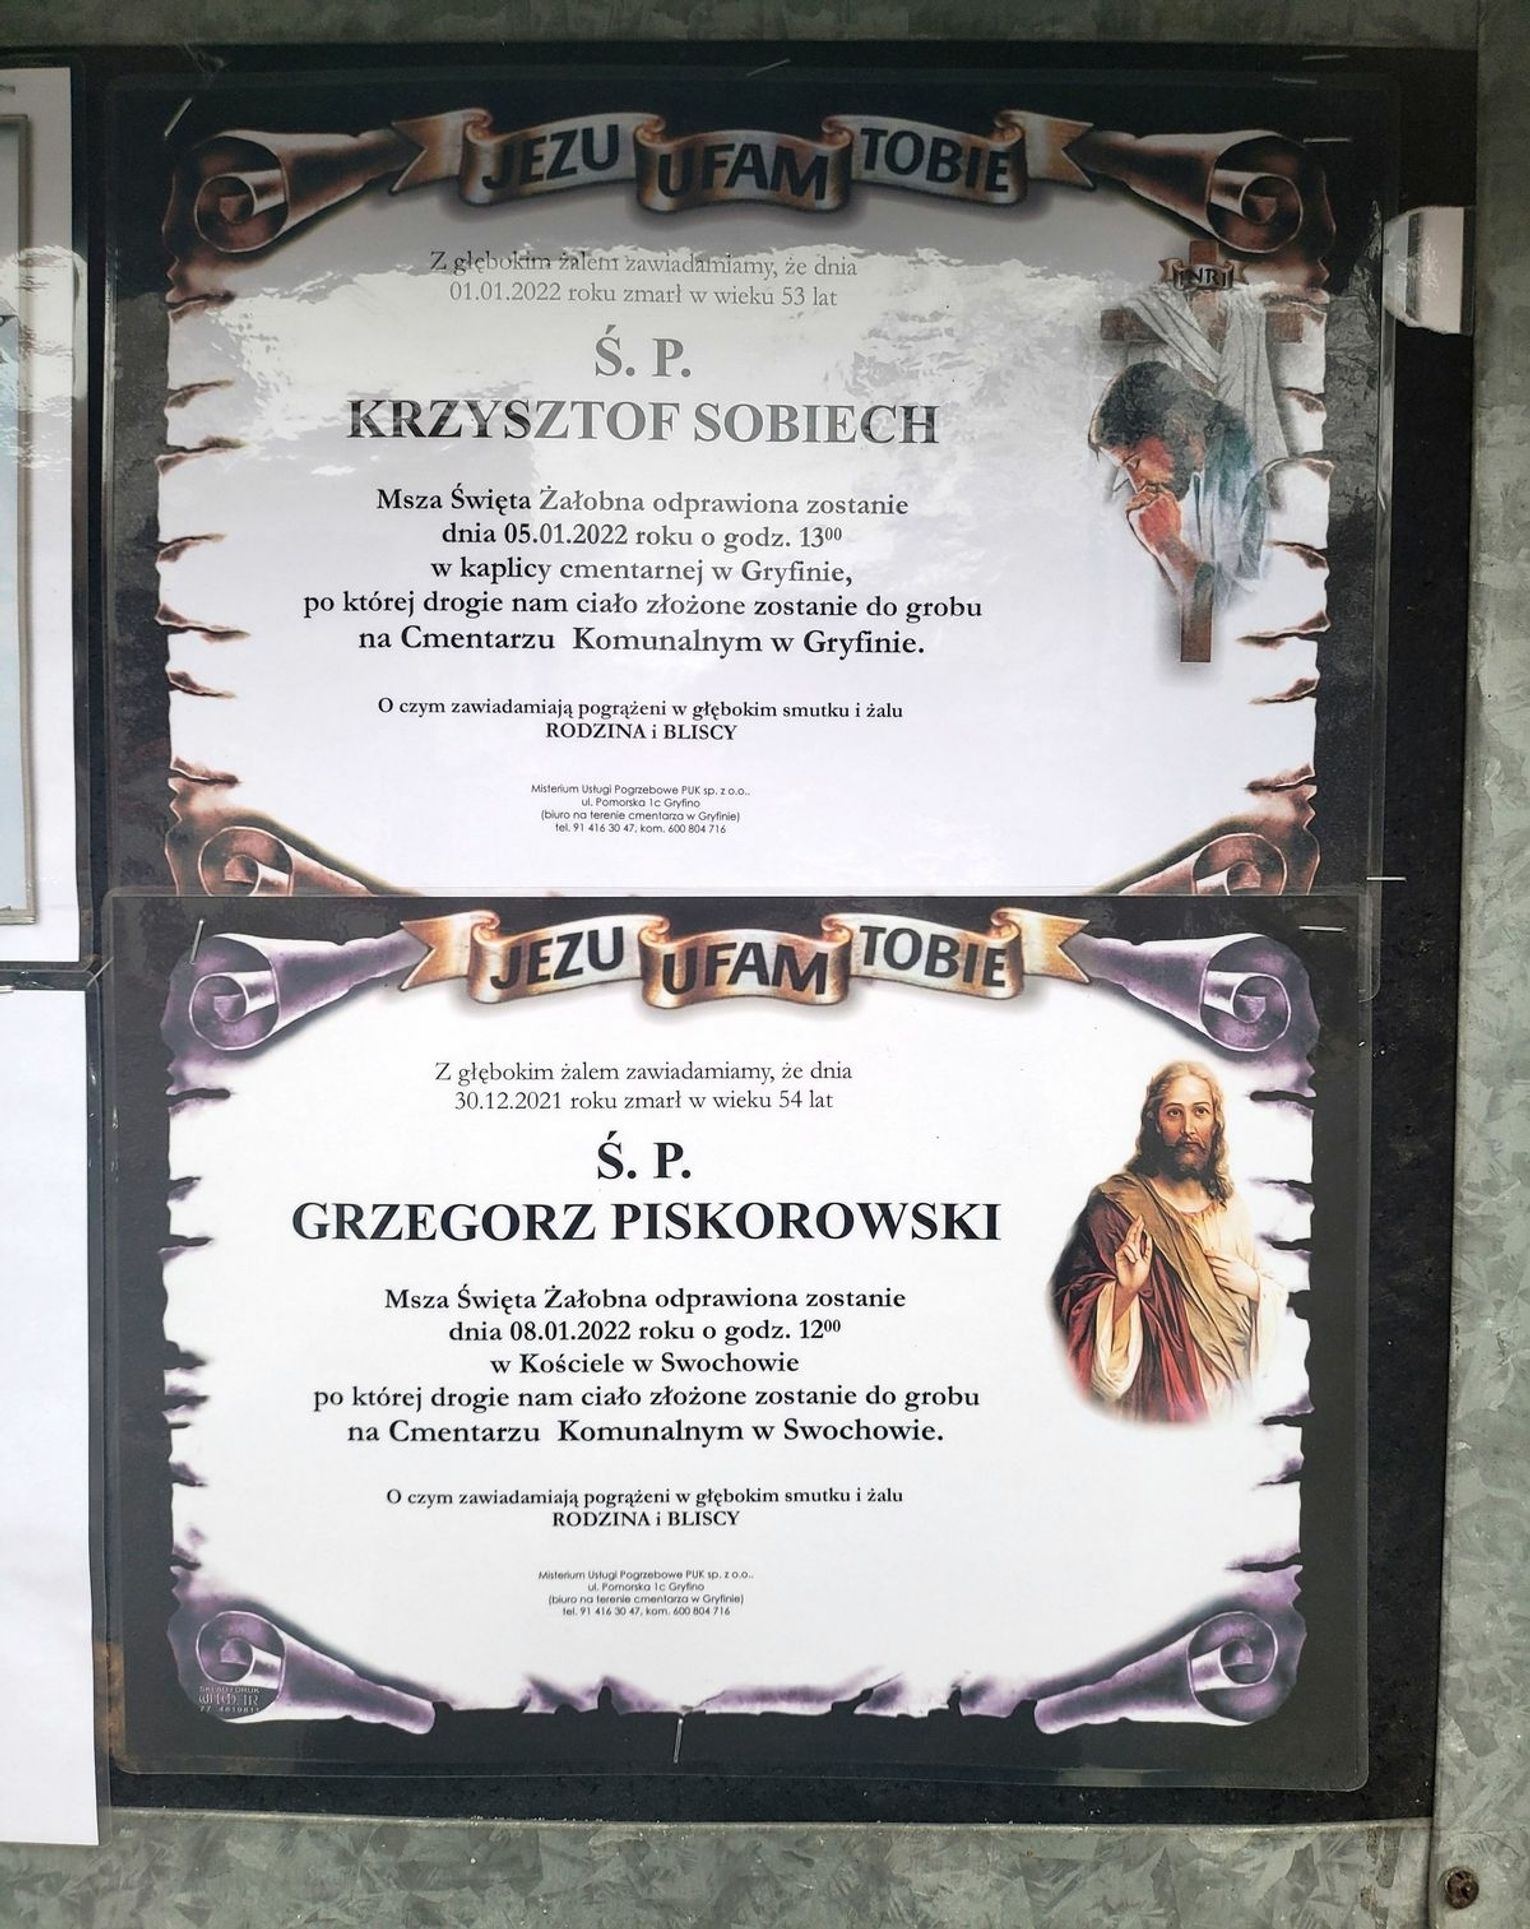 JEZU UFAM TOBIE
Z głębokim żalem zawiadamiamy, że dnia
01.01.2022 roku zmarł w wieku 53 lat
Ś. P.
KRZYSZTOF SOBIECH
INRI
Msza Święta Żałobna odprawiona zostanie
dnia 05.01.2022 roku o godz. 13⁰⁰
w kaplicy cmentarnej w Gryfinie,
po której drogie nam ciało złożone zostanie do grobu
na Cmentarzu Komunalnym w Gryfinie.
O czym zawiadamiają pogrążeni w głębokim smutku i żalu
RODZINA i BLISCY
Misterium Usługi Pogrzebowe PUK sp. z o.o..
ul. Pomorska 1c Gryfino
(biuro na terenie cmentarza w Gryfinie)
tel. 91 416 30 47, kom. 600 804 716
JEZU UFAM TOBIE
Z głębokim żalem zawiadamiamy, że dnia
30.12.2021 roku zmarł w wieku 54 lat
Ś. P.
GRZEGORZ PISKOROWSKI
Msza Święta Żałobna odprawiona zostanie
dnia 08.01.2022 roku o godz. 12⁰⁰
w Kościele w Swochowie
po której drogie nam ciało złożone zostanie do grobu
na Cmentarzu Komunalnym w Swochowie.
O czym zawiadamiają pogrążeni w głębokim smutku i żalu
RODZINA i BLISCY
Misterium Usługi Pogrzebowe PUK sp. z o.o..
ul. Pomorska 1c Gryfino
(biuro na terenie cmentarza w Gryfinie)
tel. 91 416 30 47, kom. 600 804 716